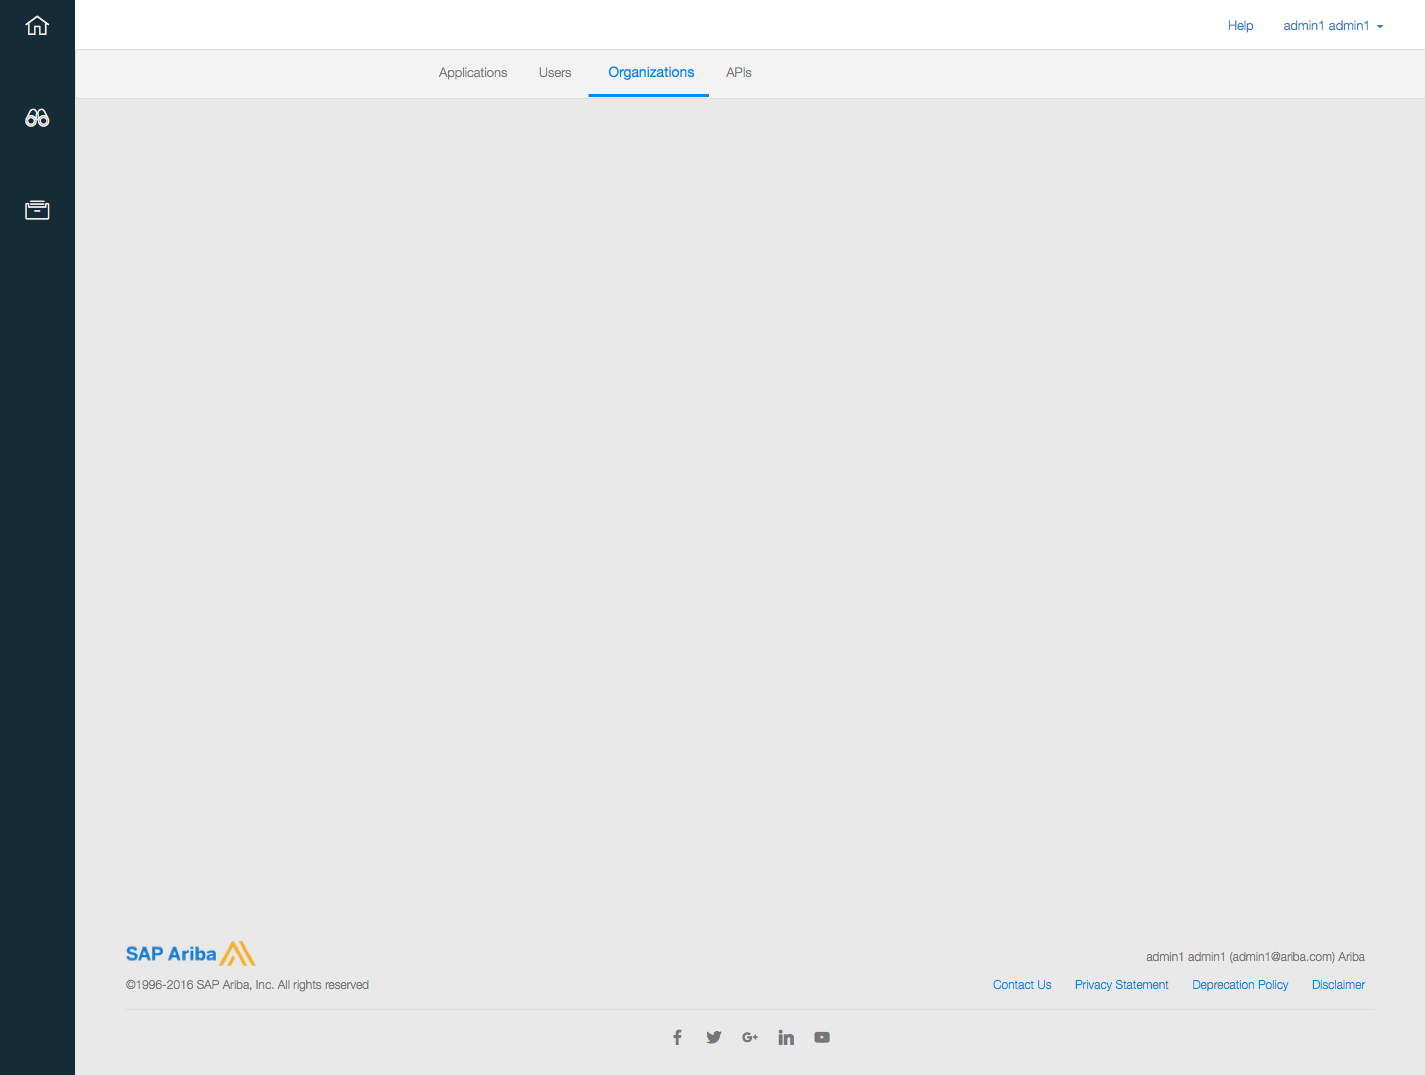 Help admin1 admin1
Applications Users Organizations APIs
SAP Ariba
admin1 admin1 (admin1@ariba.com) Ariba
©1996-2016 SAP Ariba, Inc. All rights reserved
Contact Us Privacy Statement Deprecation Policy Disclaimer